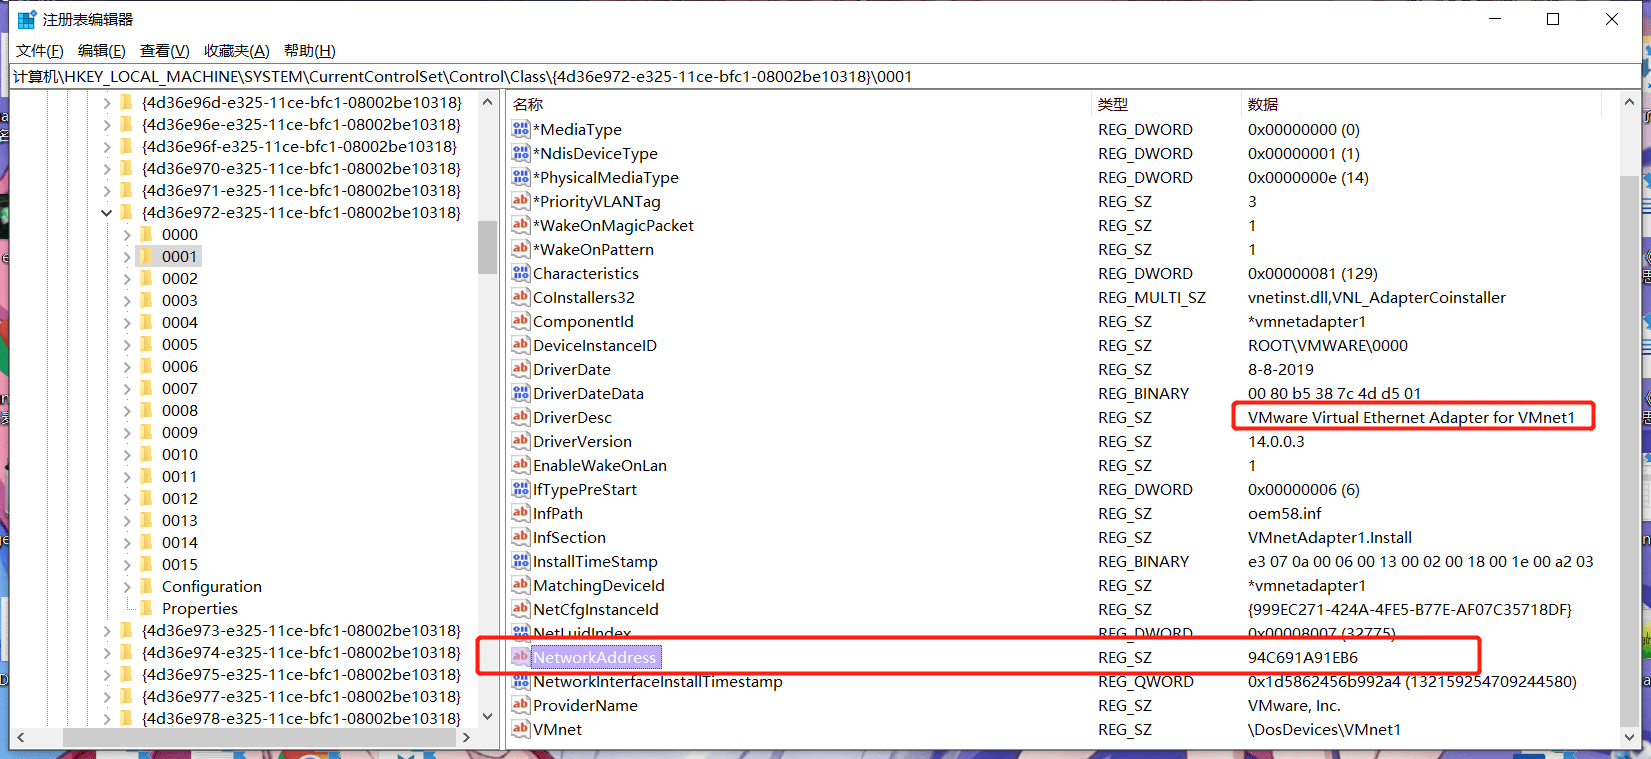 注册表编辑器
文件(F) 编辑(E) 查看(V) 收藏夹(A) 帮助(H)
计算机\HKEY_LOCAL_MACHINE\SYSTEM\CurrentControlSet\Control\Class\{4d36e972-e325-11ce-bfc1-08002be10318}\0001
{4d36e96d-e325-11ce-bfc1-08002be10318}
{4d36e96e-e325-11ce-bfc1-08002be10318}
{4d36e96f-e325-11ce-bfc1-08002be10318}
{4d36e970-e325-11ce-bfc1-08002be10318}
{4d36e971-e325-11ce-bfc1-08002be10318}
{4d36e972-e325-11ce-bfc1-08002be10318}
0000
0001
0002
0003
0004
0005
0006
0007
0008
0009
0010
0011
0012
0013
0014
0015
Configuration
Properties
{4d36e973-e325-11ce-bfc1-08002be10318}
{4d36e974-e325-11ce-bfc1-08002be10318}
{4d36e975-e325-11ce-bfc1-08002be10318}
{4d36e977-e325-11ce-bfc1-08002be10318}
{4d36e978-e325-11ce-bfc1-08002be10318}
名称 类型 数据
*MediaType REG_DWORD 0x00000000 (0)
*NdisDeviceType REG_DWORD 0x00000001 (1)
*PhysicalMediaType REG_DWORD 0x0000000e (14)
*PriorityVLANTag REG_SZ 3
*WakeOnMagicPacket REG_SZ 1
*WakeOnPattern REG_SZ 1
Characteristics REG_DWORD 0x00000081 (129)
CoInstallers32 REG_MULTI_SZ vnetinst.dll,VNL_AdapterCoinstaller
ComponentId REG_SZ *vmnetadapter1
DeviceInstanceID REG_SZ ROOT\VMWARE\0000
DriverDate REG_SZ 8-8-2019
DriverDateData REG_BINARY 00 80 b5 38 7c 4d d5 01
DriverDesc REG_SZ VMware Virtual Ethernet Adapter for VMnet1
DriverVersion REG_SZ 14.0.0.3
EnableWakeOnLan REG_SZ 1
IfTypePreStart REG_DWORD 0x00000006 (6)
InfPath REG_SZ oem58.inf
InfSection REG_SZ VMnetAdapter1.Install
InstallTimeStamp REG_BINARY e3 07 0a 00 06 00 13 00 02 00 18 00 1e 00 a2 03
MatchingDeviceId REG_SZ *vmnetadapter1
NetCfgInstanceId REG_SZ {999EC271-424A-4FE5-B77E-AF07C35718DF}
NetLuidIndex REG_DWORD 0x00008007 (32775)
NetworkAddress REG_SZ 94C691A91EB6
NetworkInterfaceInstallTimestamp REG_QWORD 0x1d5862456b992a4 (132159254709244580)
ProviderName REG_SZ VMware, Inc.
VMnet REG_SZ \DosDevices\VMnet1